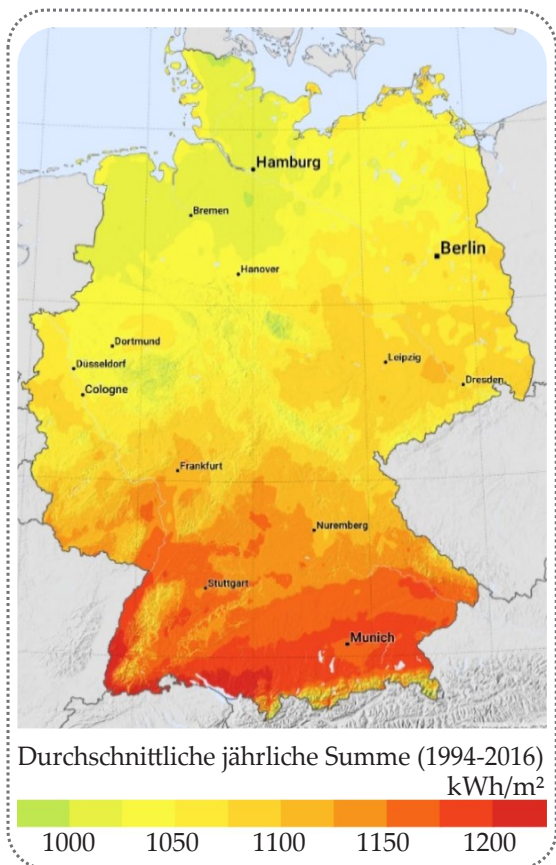 Hamburg
Bremen
Berlin
Hanover
Dortmund
Düsseldorf
Leipzig
Cologne
Dresden
Frankfurt
Nuremberg
Stuttgart
Munich
Durchschnittliche jährliche Summe (1994-2016)
kWh/m²
1000 1050 1100 1150 1200